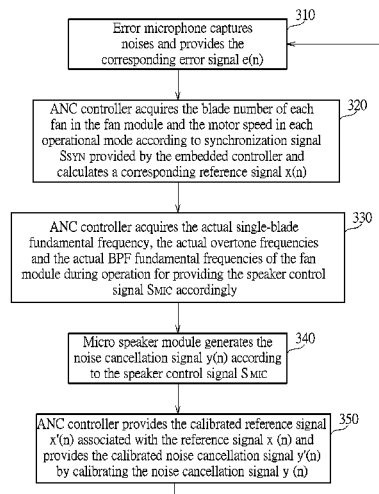 310
Error microphone captures
noises and provides the
corresponding error signal e(n)
320
ANC controller acquires the blade number of each
fan in the fan module and the motor speed in each
operational mode according to synchronization signal
SSYN provided by the embedded controller and
calculates a corresponding reference signal x(n)
330
ANC controller acquires the actual single-blade
fundamental frequency, the actual overtone frequencies
and the actual BPF fundamental frequencies of the fan
module during operation for providing the speaker control
signal SMIC accordingly
340
Micro speaker module generates the
noise cancellation signal y(n) according
to the speaker control signal SMIC
350
ANC controller provides the calibrated reference signal
x'(n) associated with the reference signal x (n) and
provides the calibrated noise cancellation signal y'(n)
by calibrating the noise cancellation signal y (n)